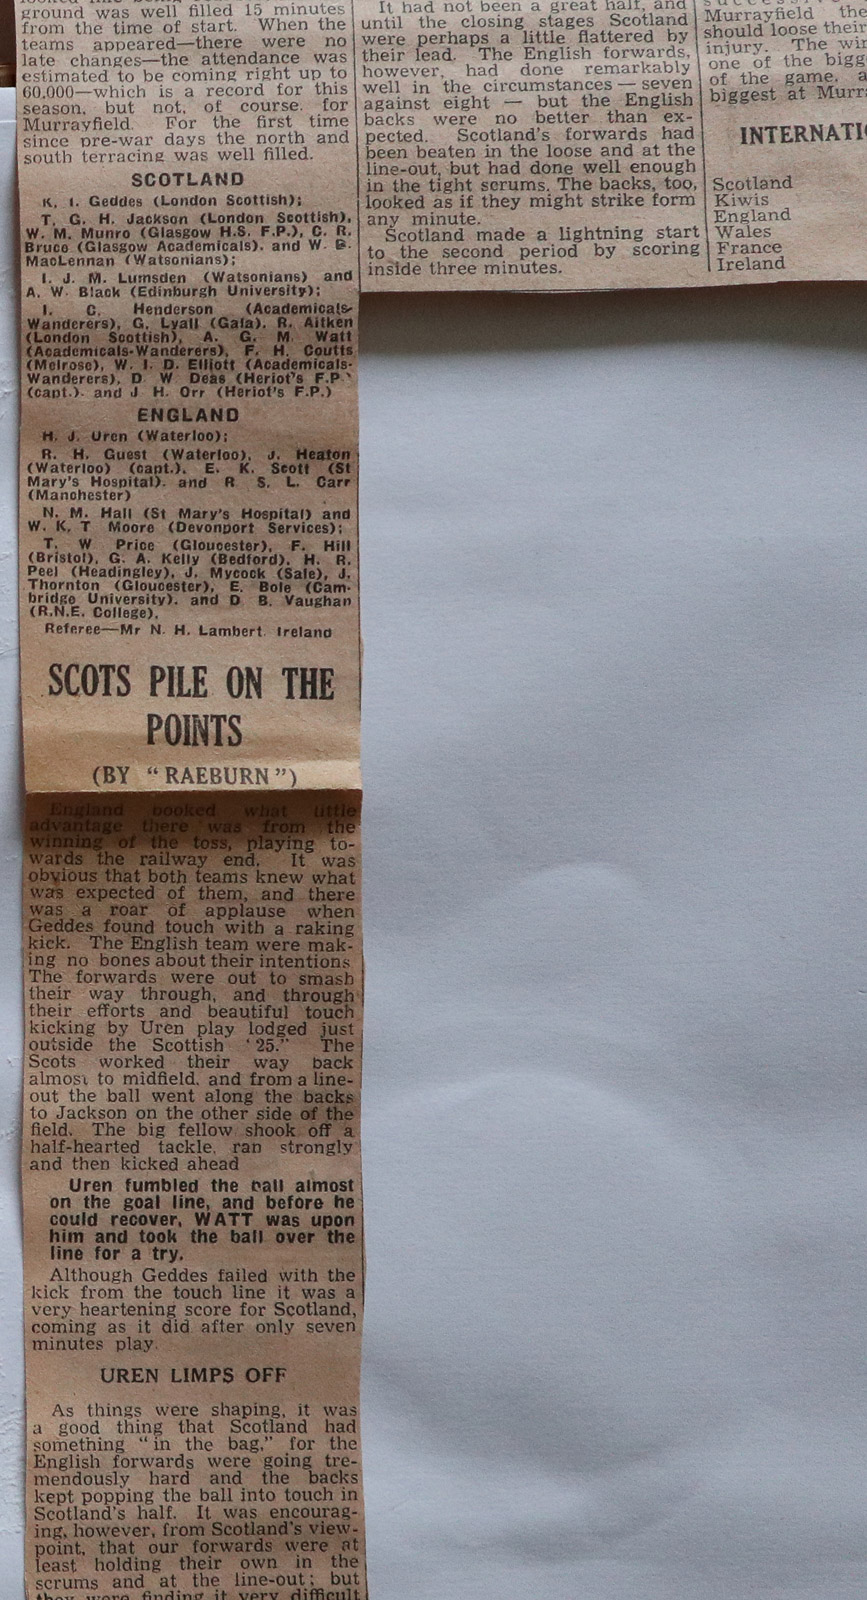 ground was well filled 15 minutes
from the time of start. When the
teams appeared—there were no
late changes—the attendance was
estimated to be coming right up to
60,000—which is a record for this
season, but not, of course, for
Murrayfield. For the first time
since pre-war days the north and
south terracing was well filled.
SCOTLAND
K. I. Geddes (London Scottish);
T. G. H. Jackson (London Scottish),
W. M. Munro (Glasgow H.S. F.P.), C. R.
Bruce (Glasgow Academicals), and W. D.
MacLennan (Watsonians);
I. J. M. Lumsden (Watsonians) and
A. W. Black (Edinburgh University);
I. C. Henderson (Academicals-
Wanderers), G. Lyall (Gala). R. Aitken
(London Scottish), A. G. M. Watt
(Academicals-Wanderers), F. H. Coutts
(Melrose), W. I. D. Elliott (Academicals-
Wanderers), D W Deas (Heriot's F.P.)
(capt.). and J H. Orr (Heriot's F.P.)
ENGLAND
H. J. Uren (Waterloo);
R. H. Guest (Waterloo), J. Heaton
(Waterloo) (capt.), E. K. Scott (St
Mary's Hospital). and R S. L. Carr
(Manchester)
N. M. Hall (St Mary's Hospital) and
W. K. T Moore (Devonport Services);
T. W Price (Gloucester), F. Hill
(Bristol), G. A. Kelly (Bedford), H. R.
Peel (Headingley), J. Mycock (Sale), J.
Thornton (Gloucester), E. Bole (Cam-
bridge University). and D B. Vaughan
(R.N.E. College),
Referee—Mr N. H. Lambert. Ireland
SCOTS PILE ON THE
POINTS
(BY "RAEBURN")
England booked what little
advantage there was from the
winning of the toss, playing to-
wards the railway end. It was
obvious that both teams knew what
was expected of them, and there
was a roar of applause when
Geddes found touch with a raking
kick. The English team were mak-
ing no bones about their intentions
The forwards were out to smash
their way through, and through
their efforts and beautiful touch
kicking by Uren play lodged just
outside the Scottish '25." The
Scots worked their way back
almost to midfield. and from a line-
out the ball went along the backs
to Jackson on the other side of the
field. The big fellow shook off a
half-hearted tackle, ran strongly
and then kicked ahead
Uren fumbled the ball almost
on the goal line, and before he
could recover, WATT was upon
him and took the ball over the
line for a try.
Although Geddes failed with the
kick from the touch line it was a
very heartening score for Scotland,
coming as it did after only seven
minutes play.
UREN LIMPS OFF
As things were shaping, it was
a good thing that Scotland had
something "in the bag," for the
English forwards were going tre-
mendously hard and the backs
kept popping the ball into touch in
Scotland's half. It was encourag-
ing, however, from Scotland's view-
point, that our forwards were at
least holding their own in the
scrums and at the line-out; but
they were finding it very difficult
It had not been a great half, and
until the closing stages Scotland
were perhaps a little flattered by
their lead. The English forwards,
however, had done remarkably
well in the circumstances — seven
against eight — but the English
backs were no better than ex-
pected. Scotland's forwards had
been beaten in the loose and at the
line-out, but had done well enough
in the tight scrums. The backs, too,
looked as if they might strike form
any minute.
Scotland made a lightning start
to the second period by scoring
inside three minutes.
Murrayfield the
should loose their
injury. The win
one of the bigg
of the game, a
biggest at Murr
INTERNATIO
Scotland
Kiwis
England
Wales
France
Ireland